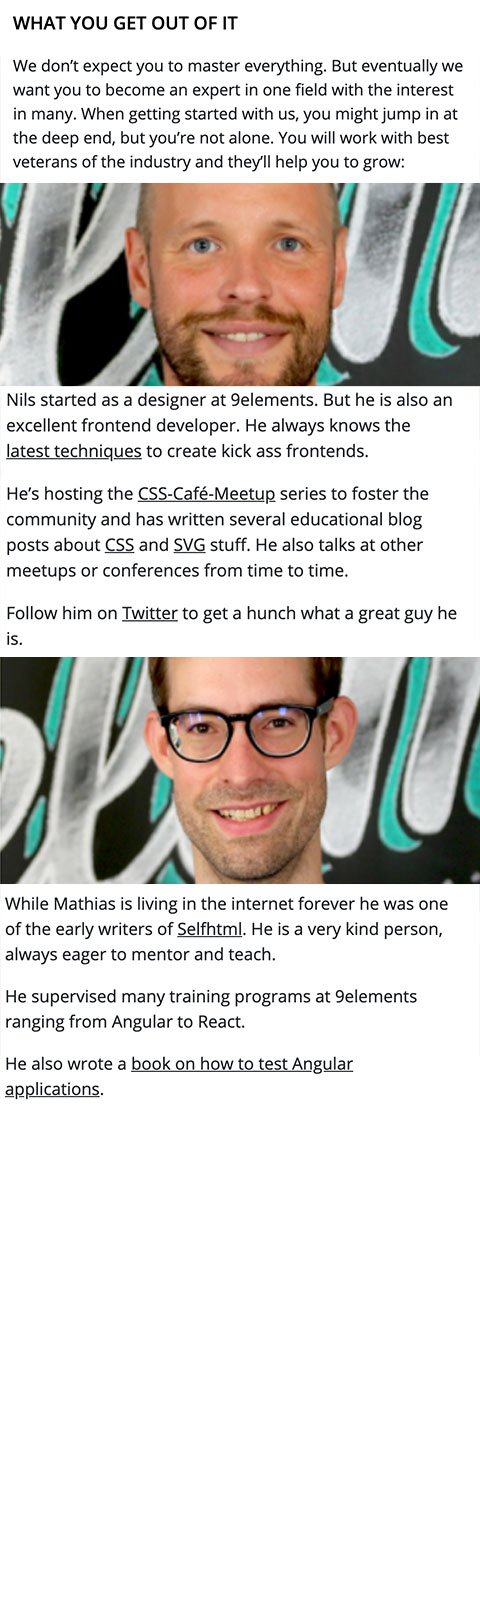 WHAT YOU GET OUT OF IT
We don’t expect you to master everything. But eventually we
want you to become an expert in one field with the interest
in many. When getting started with us, you might jump in at
the deep end, but you’re not alone. You will work with best
veterans of the industry and they’ll help you to grow:
Nils started as a designer at 9elements. But he is also an
excellent frontend developer. He always knows the
latest techniques to create kick ass frontends.
He’s hosting the CSS-Café-Meetup series to foster the
community and has written several educational blog
posts about CSS and SVG stuff. He also talks at other
meetups or conferences from time to time.
Follow him on Twitter to get a hunch what a great guy he
is.
While Mathias is living in the internet forever he was one
of the early writers of Selfhtml. He is a very kind person,
always eager to mentor and teach.
He supervised many training programs at 9elements
ranging from Angular to React.
He also wrote a book on how to test Angular
applications.